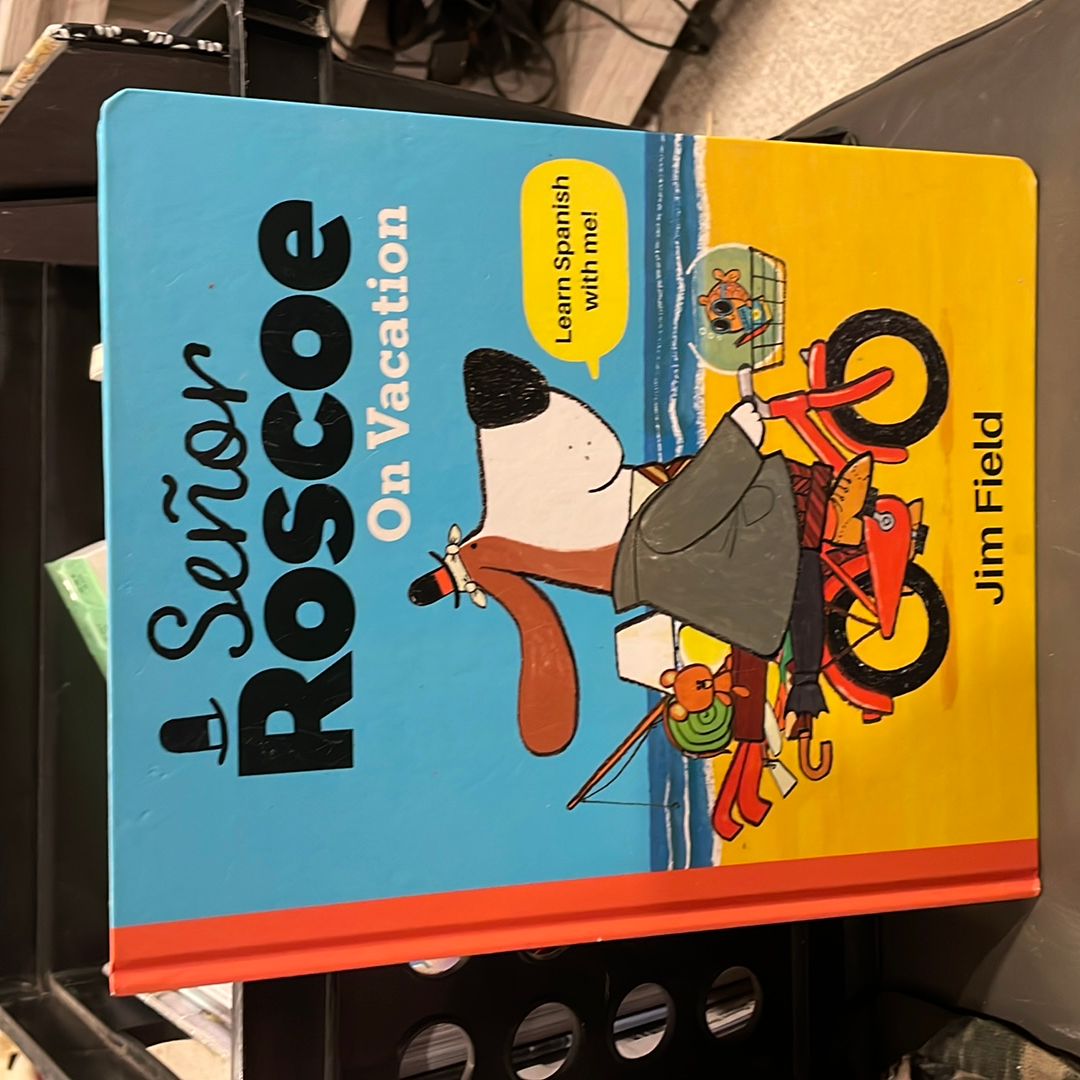 Señor
ROSCOE
On Vacation
Learn Spanish
with me!
Jim Field